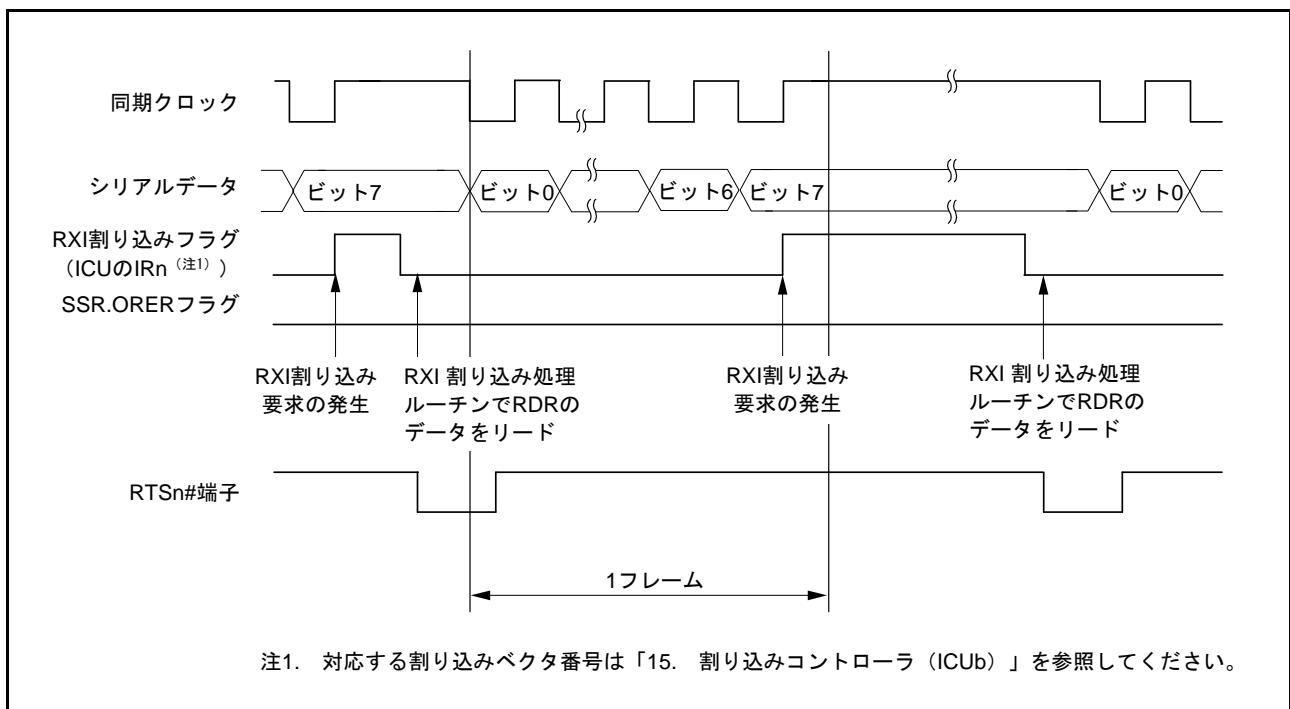 同期クロック
シリアルデータ
ビット7
ビット0
ビット6
ビット7
ビット0
RXI割り込みフラグ
（ICUのIRn（注1））
SSR.ORERフラグ
RXI割り込み
要求の発生
RXI 割り込み処理
ルーチンでRDRの
データをリード
RXI割り込み
要求の発生
RXI 割り込み処理
ルーチンでRDRの
データをリード
RTSn#端子
1フレーム
注1. 対応する割り込みベクタ番号は「15. 割り込みコントローラ（ICUb）」を参照してください。